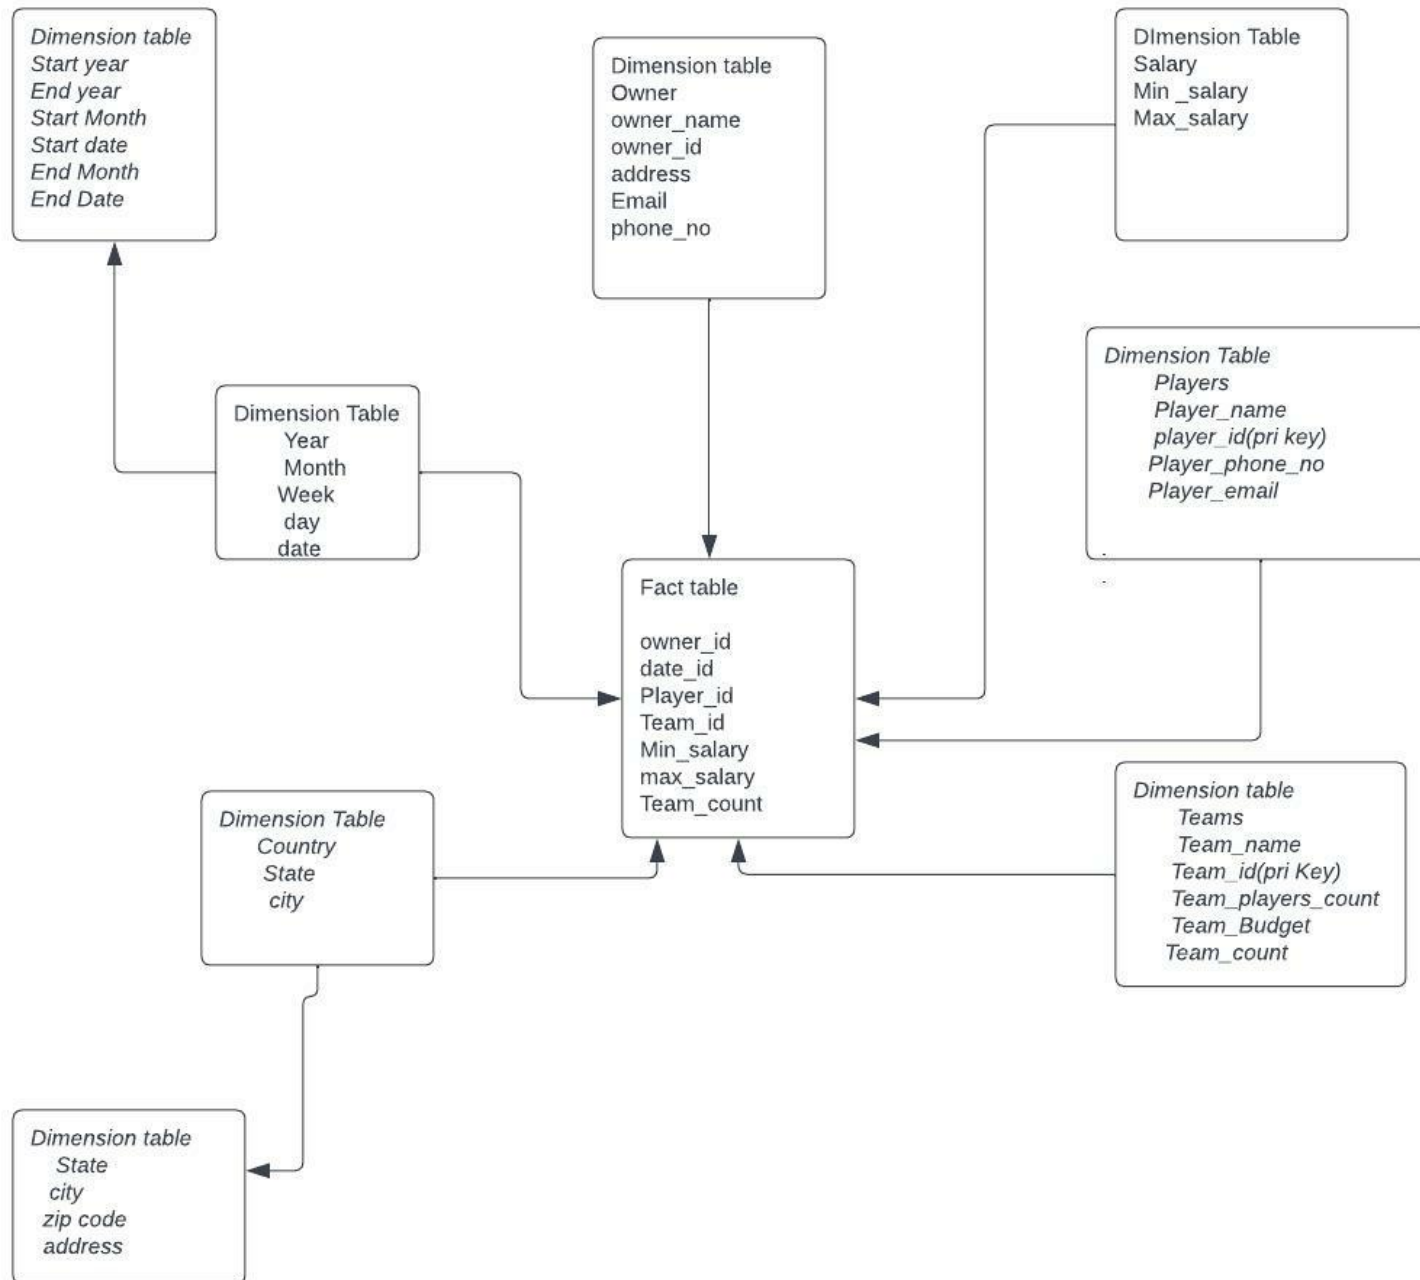 Dimension table
Start year
End year
Start Month
Start date
End Month
End Date
Dimension table
Owner
owner_name
owner_id
address
Email
phone_no
DImension Table
Salary
Min _salary
Max_salary
Dimension Table
Players
Player_name
player_id(pri key)
Player_phone_no
Player_email
.
.
Dimension Table
Year
Month
Week
day
date
Fact table
owner_id
date_id
Player_id
Team_id
Min_salary
max_salary
Team_count
Dimension Table
Country
State
city
Dimension table
Teams
Team_name
Team_id(pri Key)
Team_players_count
Team_Budget
Team_count
Dimension table
State
city
zip code
address